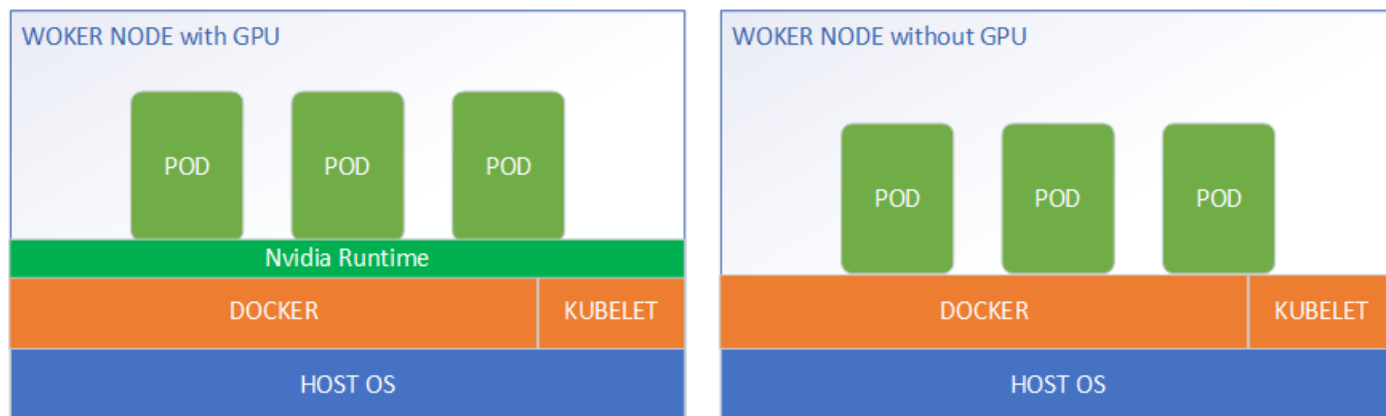 WOKER NODE with GPU
POD
POD
POD
Nvidia Runtime
DOCKER
KUBELET
HOST OS
WOKER NODE without GPU
POD
POD
POD
DOCKER
KUBELET
HOST OS